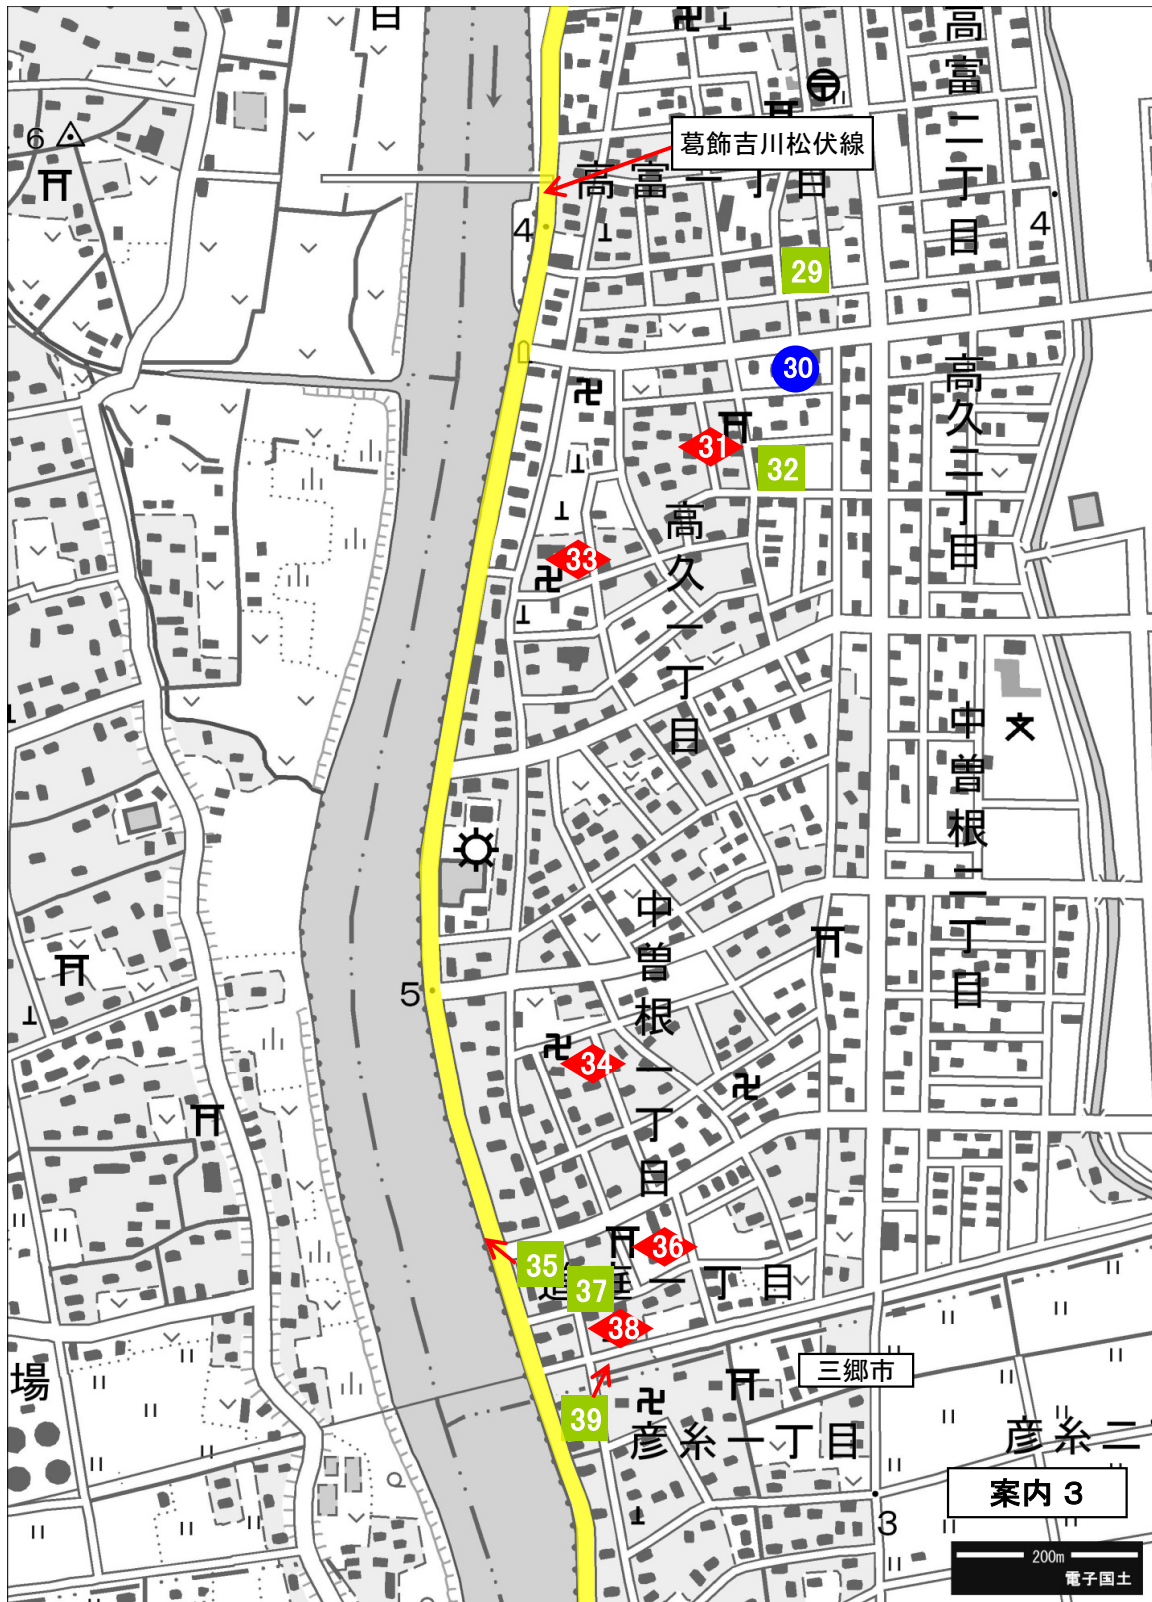 日
高富二丁目
6
葛飾吉川松伏線
高富一丁目
4
4
29
30
高久二丁目
31
32
高久一丁目
33
中曽根二丁目
中曽根一丁目
5
34
35
36
37
道庭一丁目
38
三郷市
場
39
彦糸一丁目
彦糸二
案内 3
3
200m
電子国土